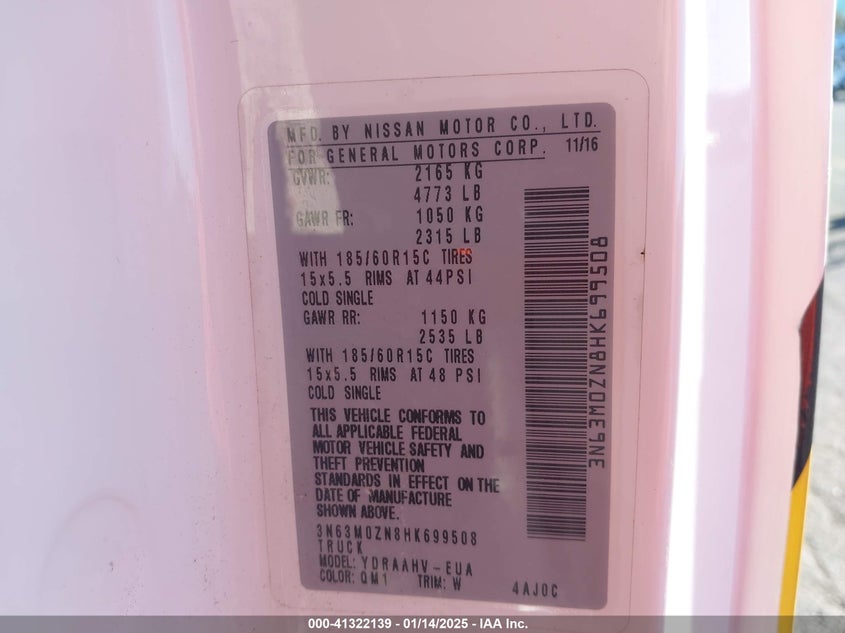 MFD. BY NISSAN MOTOR CO., LTD.
FOR GENERAL MOTORS CORP. 11/16
GVWR: 2165 KG
4773 LB
GAWR FR: 1050 KG
2315 LB
WITH 185/60R15C TIRES
15x5.5 RIMS AT 44PSI
COLD SINGLE
GAWR RR: 1150 KG
2535 LB
WITH 185/60R15C TIRES
15x5.5 RIMS AT 48 PSI
COLD SINGLE
THIS VEHICLE CONFORMS TO
ALL APPLICABLE FEDERAL
MOTOR VEHICLE SAFETY AND
THEFT PREVENTION
STANDARDS IN EFFECT ON THE
DATE OF MANUFACTURE
SHOWN ABOVE.
3N63M0ZN8HK699508
TRUCK
MODEL: YDRAAHV-EUA
COLOR: QM1 TRIM: W 4AJ0C
3N63M0ZN8HK699508
000-41322139 - 01/14/2025 - IAA Inc.